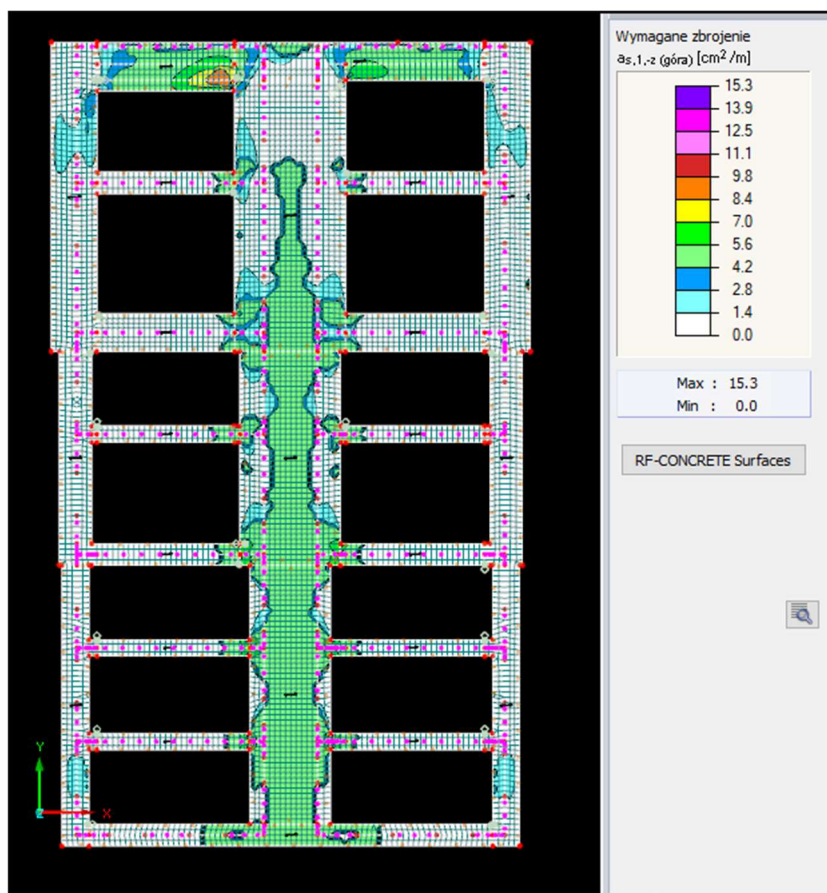 Wymagane zbrojenie
as,1,-z (góra) [cm²/m]
15.3
13.9
12.5
11.1
9.8
8.4
7.0
5.6
4.2
2.8
1.4
0.0
Max : 15.3
Min : 0.0
RF-CONCRETE Surfaces
Y
Z
X